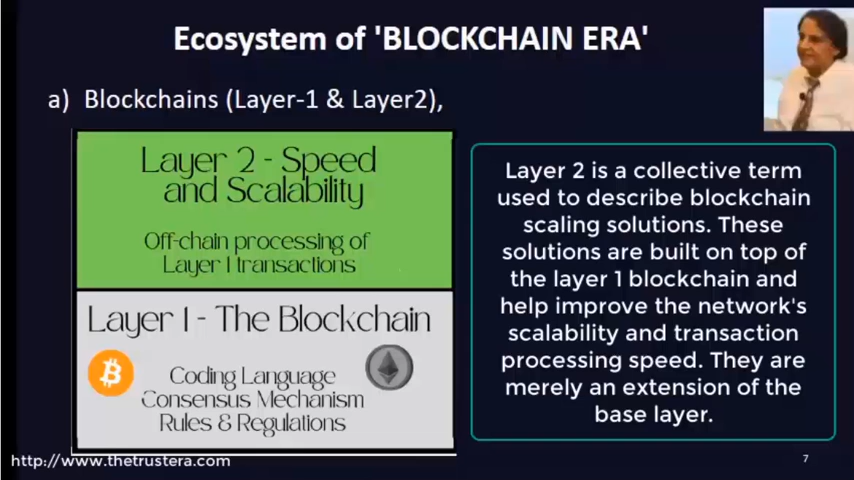 Ecosystem of 'BLOCKCHAIN ERA'
a) Blockchains (Layer-1 & Layer2),
Layer 2 - Speed
and Scalability
Off-chain processing of
Layer 1 transactions
Layer 1 - The Blockchain
Coding Language
Consensus Mechanism
Rules & Regulations
Layer 2 is a collective term
used to describe blockchain
scaling solutions. These
solutions are built on top of
the layer 1 blockchain and
help improve the network's
scalability and transaction
processing speed. They are
merely an extension of the
base layer.
http://www.thetrustera.com
7